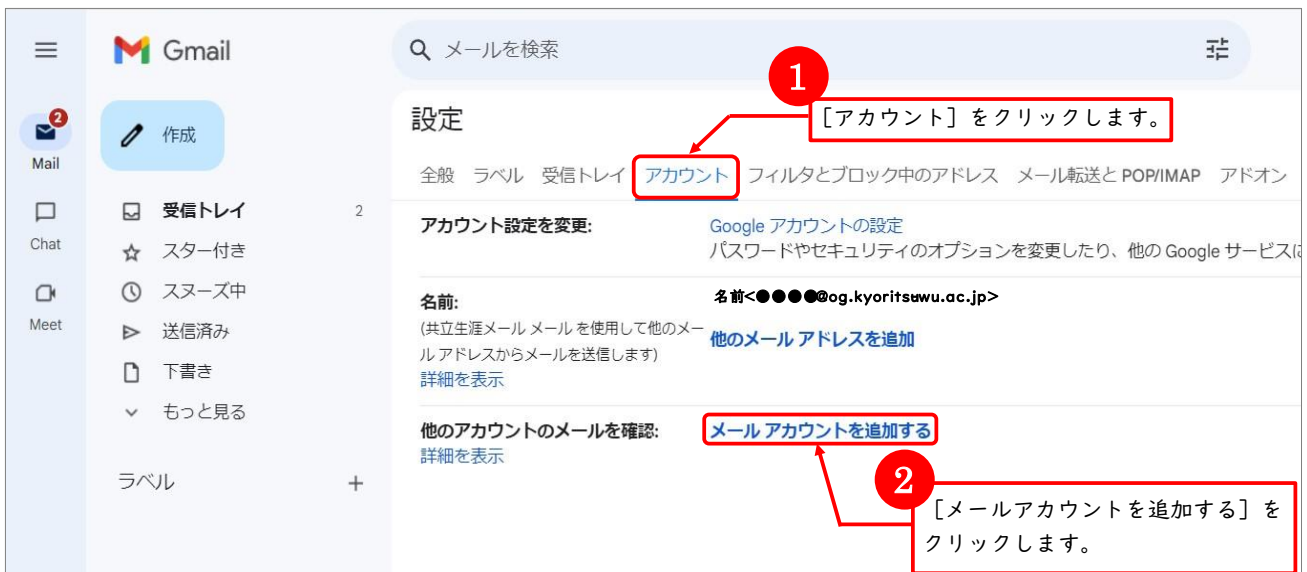 Gmail
メールを検索
1
2
作成
設定
［アカウント］をクリックします。
Mail
全般 ラベル 受信トレイ アカウント フィルタとブロック中のアドレス メール転送と POP/IMAP アドオン
受信トレイ 2
アカウント設定を変更:
Google アカウントの設定
Chat
スター付き
パスワードやセキュリティのオプションを変更したり、他の Google サービスに
スヌーズ中
名前:
名前<●●●●@og.kyoritsuwu.ac.jp>
Meet
送信済み
(共立生涯メール メール を使用して他のメー
ル アドレスからメールを送信します)
他のメール アドレスを追加
下書き
詳細を表示
もっと見る
他のアカウントのメールを確認:
メール アカウントを追加する
詳細を表示
ラベル +
2
［メールアカウントを追加する］を
クリックします。